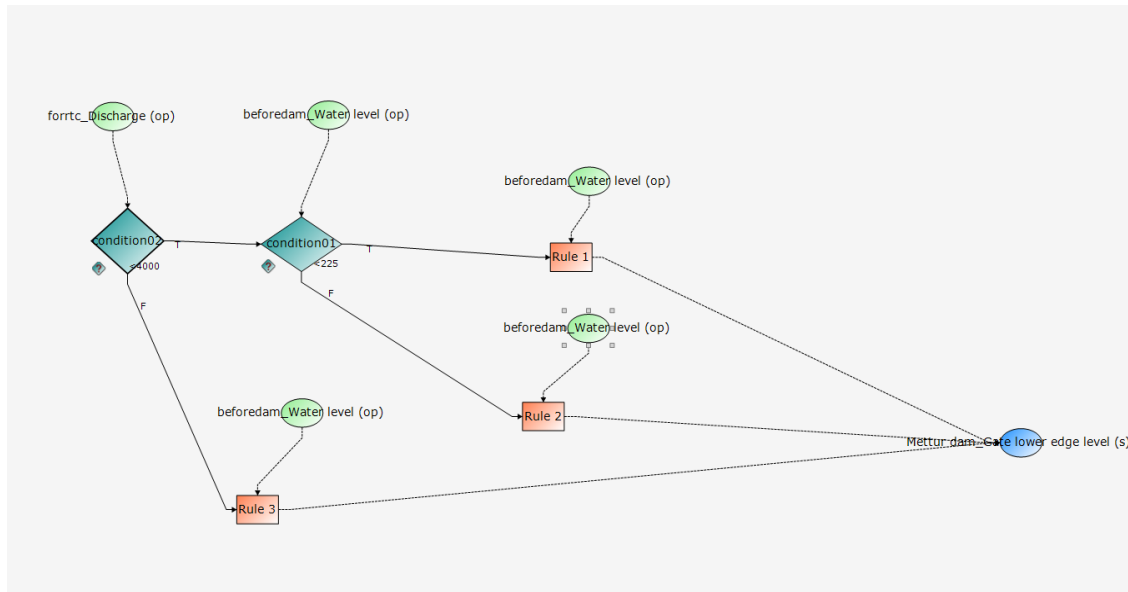 forrtc_Discharge (op)
beforedam_Water level (op)
beforedam_Water level (op)
condition02
T
<4000
condition01
T
<225
Rule 1
F
F
beforedam_Water level (op)
beforedam_Water level (op)
Rule 2
Mettur dam_Gate lower edge level (s)
Rule 3